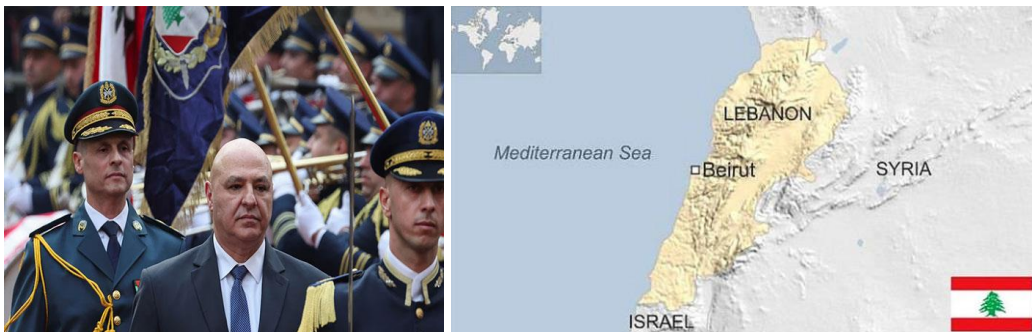 LEBANON
Mediterranean Sea
Beirut
SYRIA
ISRAEL